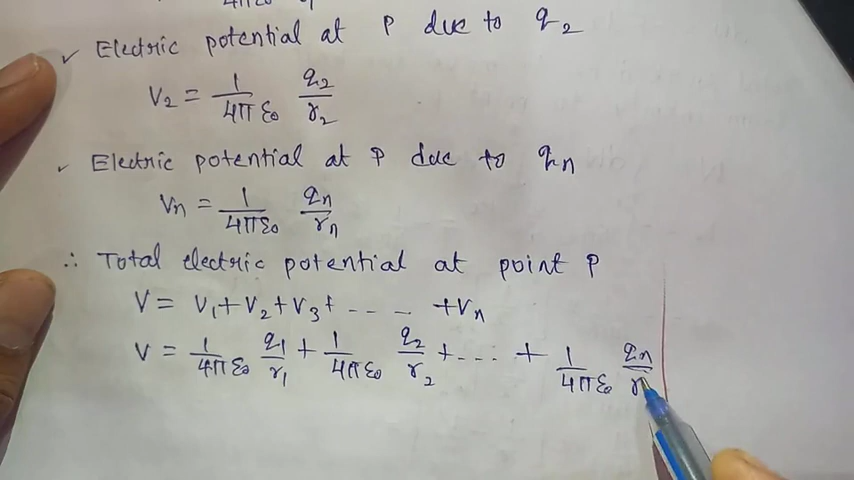 ✓ Electric potential at P due to q₂
V₂ = 1/4πε₀ q₂/r₂
✓ Electric potential at P due to qₙ
Vₙ = 1/4πε₀ qₙ/rₙ
∴ Total electric potential at point P
V = V₁ + V₂ + V₃ + - - - - + Vₙ
V = 1/4πε₀ q₁/r₁ + 1/4πε₀ q₂/r₂ + - - - + 1/4πε₀ qₙ/r